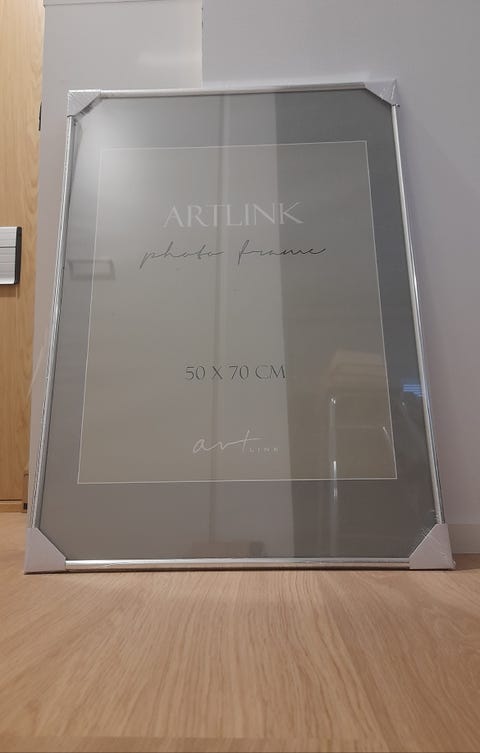 ARTLINK
photo frame
50 X 70 CM
art LINK